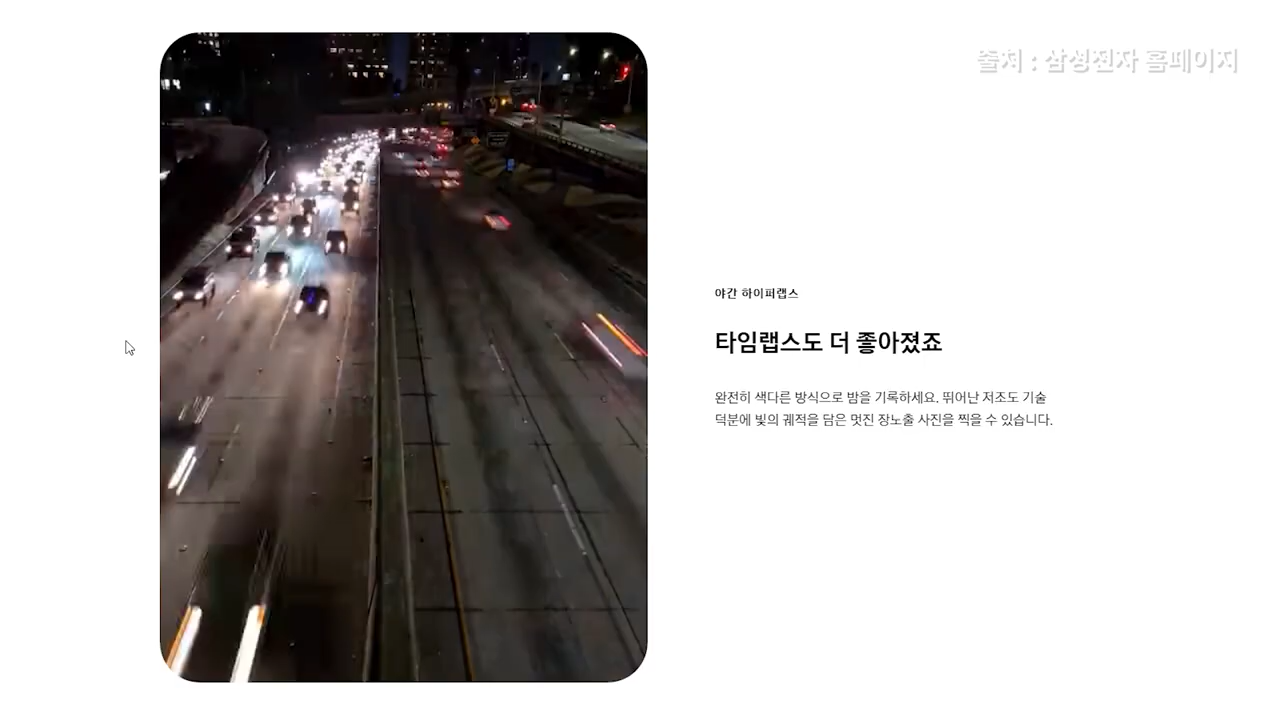 출처 : 삼성전자 홈페이지
야간 하이퍼랩스
타임랩스도 더 좋아졌죠
완전히 색다른 방식으로 밤을 기록하세요. 뛰어난 저조도 기술
덕분에 빛의 궤적을 담은 멋진 장노출 사진을 찍을 수 있습니다.